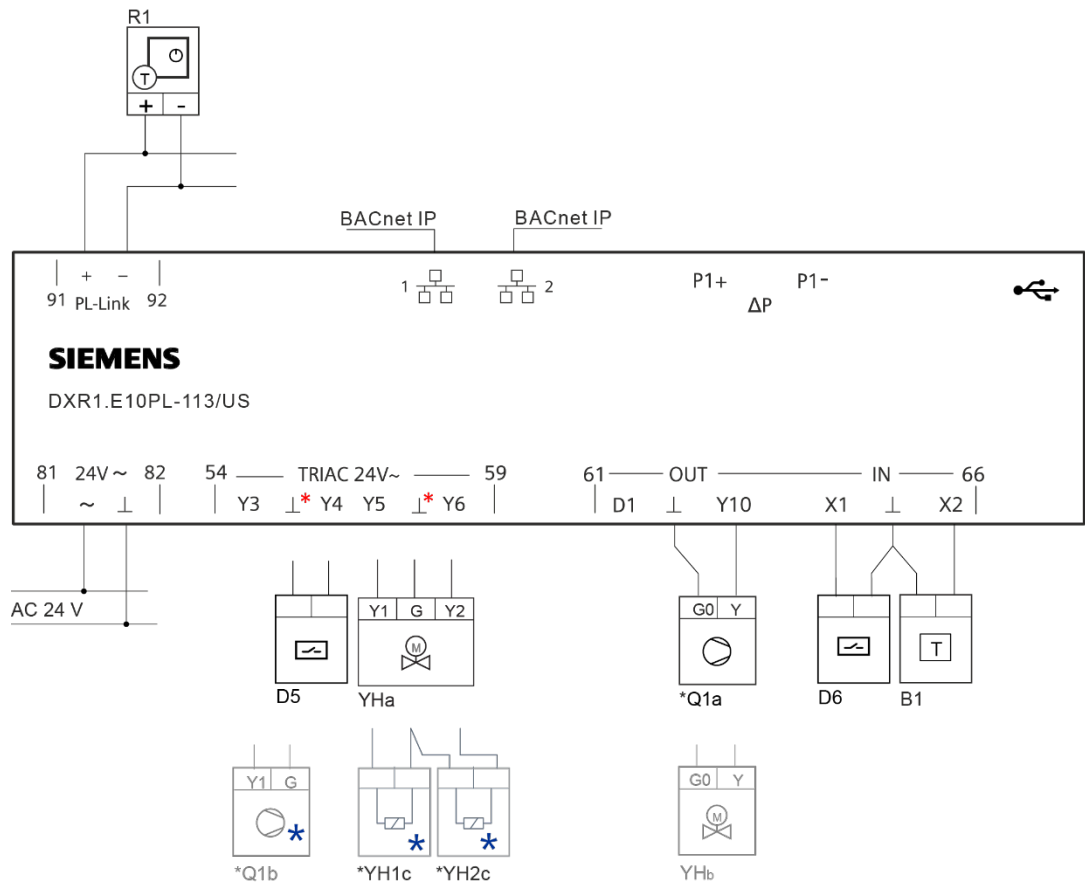 R1
T
+ -
BACnet IP BACnet IP
+ -
91 PL-Link 92
1 2
P1+ P1-
ΔP
SIEMENS
DXR1.E10PL-113/US
81 24V ~ 82 54 TRIAC 24V~ 59 61 OUT IN 66
~ ⊥ Y3 ⊥* Y4 Y5 ⊥* Y6 D1 ⊥ Y10 X1 ⊥ X2
AC 24 V
Y1 G Y2
G0 Y
M
T
D5 YHa *Q1a D6 B1
Y1 G
G0 Y
M
* * *
*Q1b *YH1c *YH2c YHb